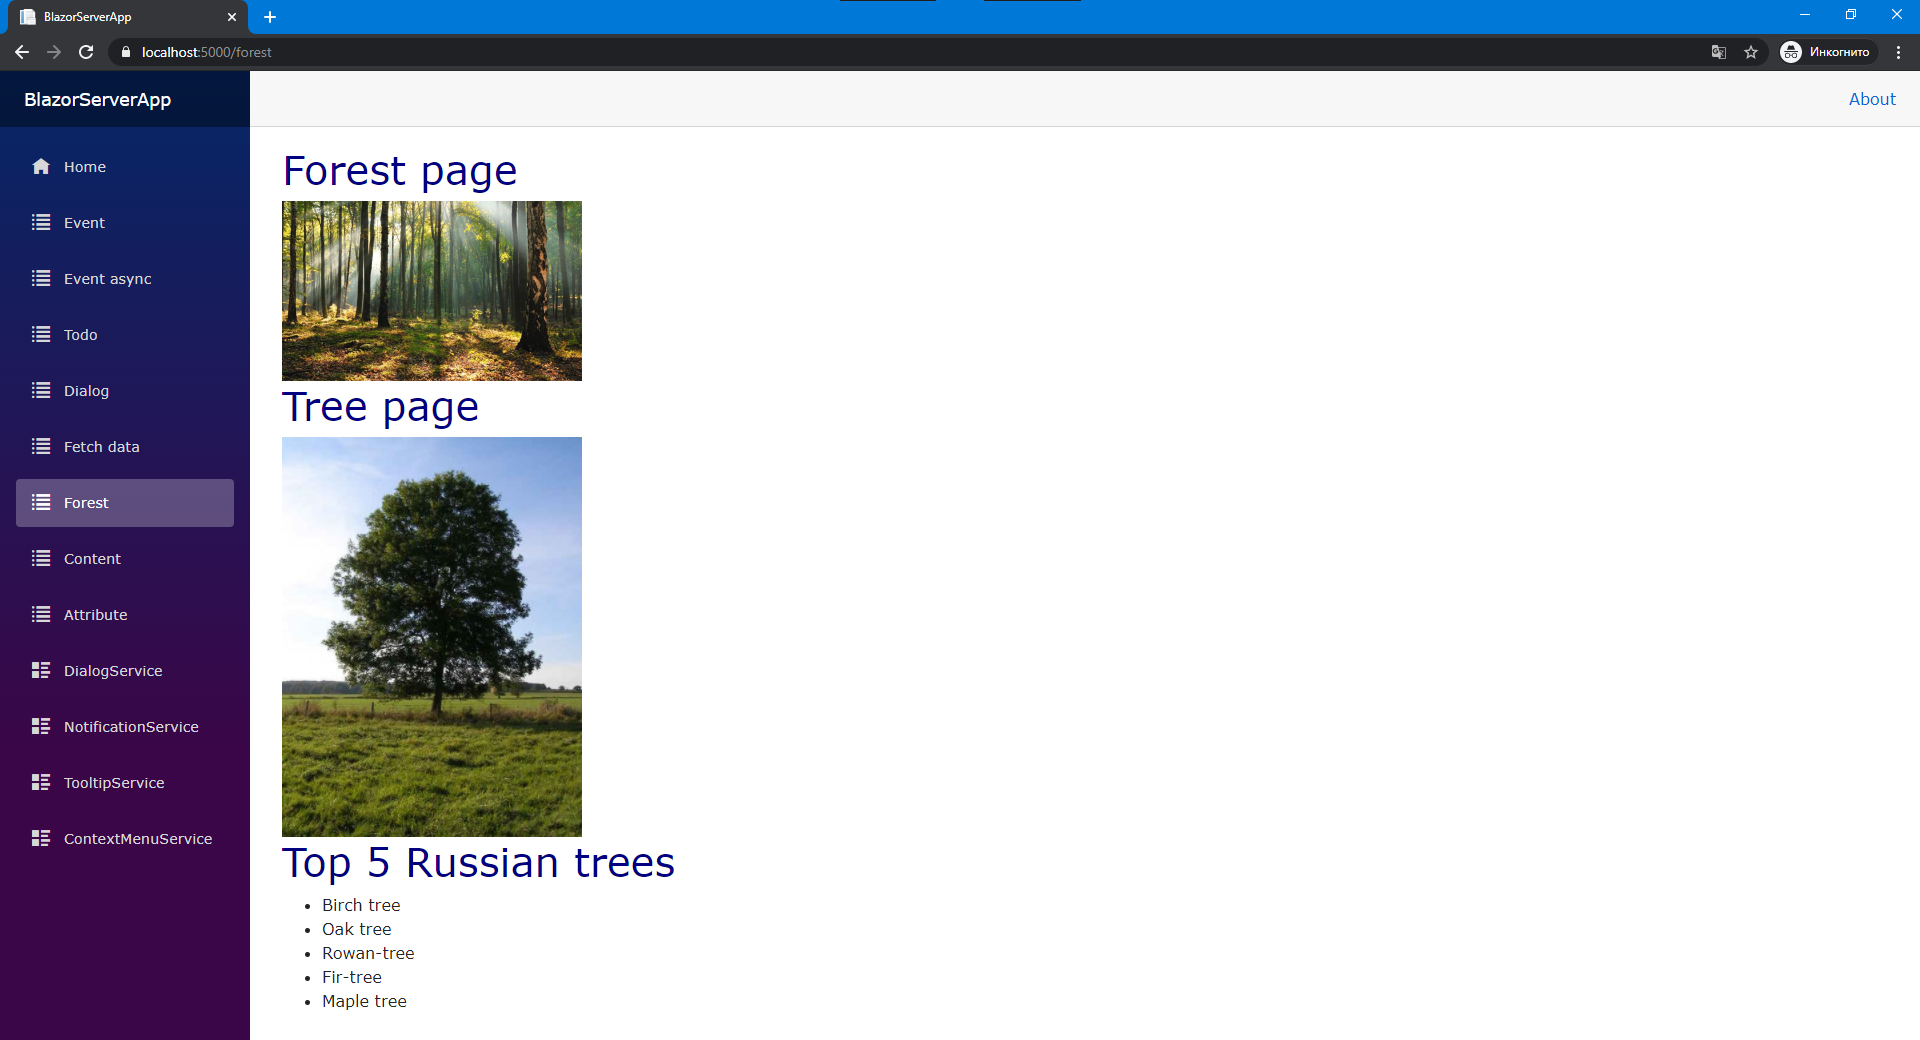 BlazorServerApp
localhost:5000/forest
Инкогнито
BlazorServerApp
About
Home
Event
Event async
Todo
Dialog
Fetch data
Forest
Content
Attribute
DialogService
NotificationService
TooltipService
ContextMenuService
Forest page
Tree page
Top 5 Russian trees
Birch tree
Oak tree
Rowan-tree
Fir-tree
Maple tree